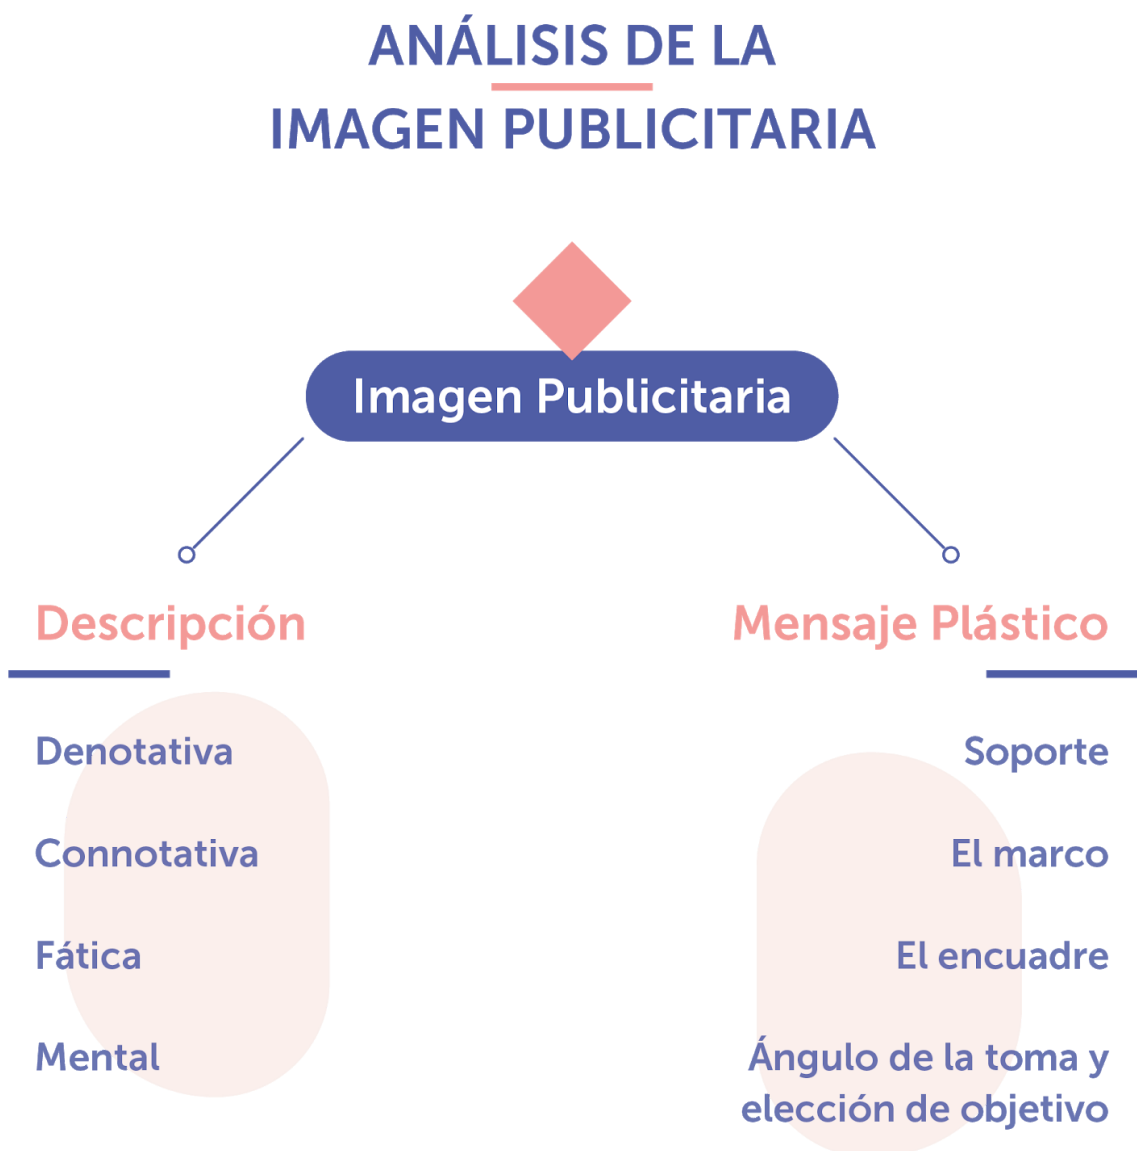 ANÁLISIS DE LA
IMAGEN PUBLICITARIA
Imagen Publicitaria
Descripción
Denotativa
Connotativa
Fática
Mental
Mensaje Plástico
Soporte
El marco
El encuadre
Ángulo de la toma y
elección de objetivo